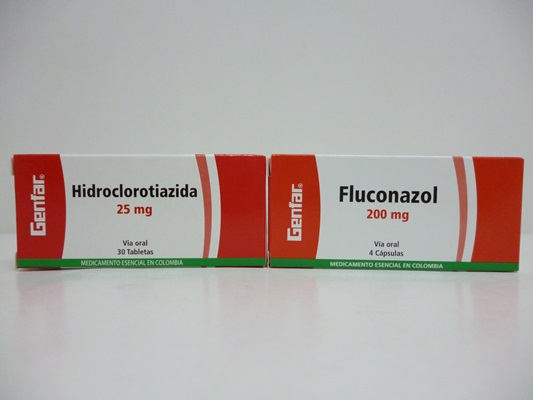 Genfar®
Hidroclorotiazida
25 mg
Vía oral
30 Tabletas
MEDICAMENTO ESENCIAL EN COLOMBIA
Genfar®
Fluconazol
200 mg
Vía oral
4 Cápsulas
MEDICAMENTO ESENCIAL EN COLOMBIA